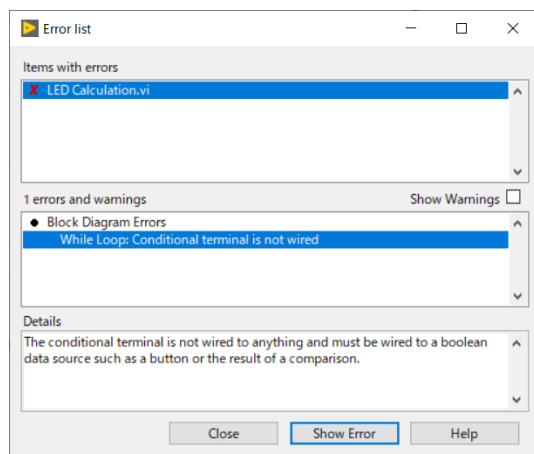 Error list
Items with errors
LED Calculation.vi
1 errors and warnings Show Warnings
Block Diagram Errors
While Loop: Conditional terminal is not wired
Details
The conditional terminal is not wired to anything and must be wired to a boolean
data source such as a button or the result of a comparison.
Close Show Error Help